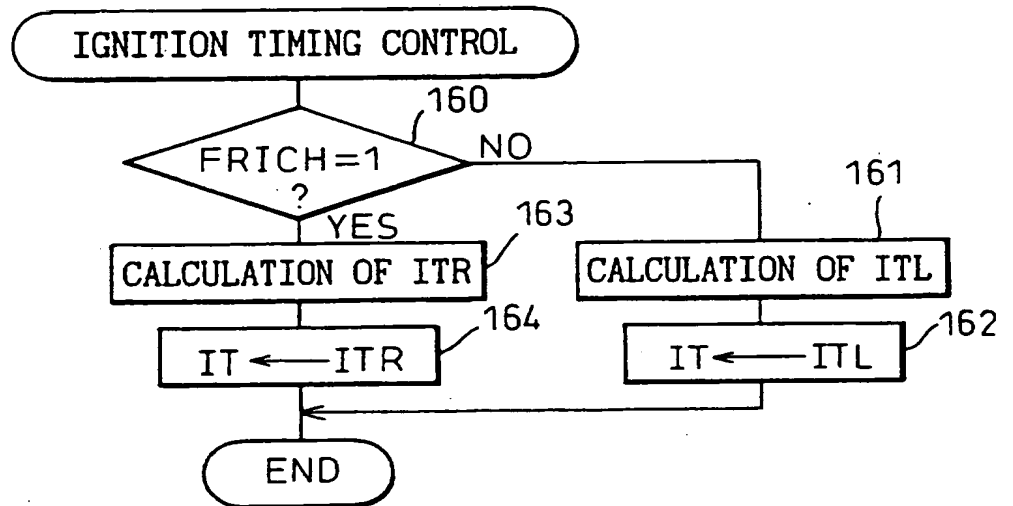 IGNITION TIMING CONTROL
160
FRICH=1
?
NO
YES
163
CALCULATION OF ITR
164
IT ← ITR
161
CALCULATION OF ITL
162
IT ← ITL
END